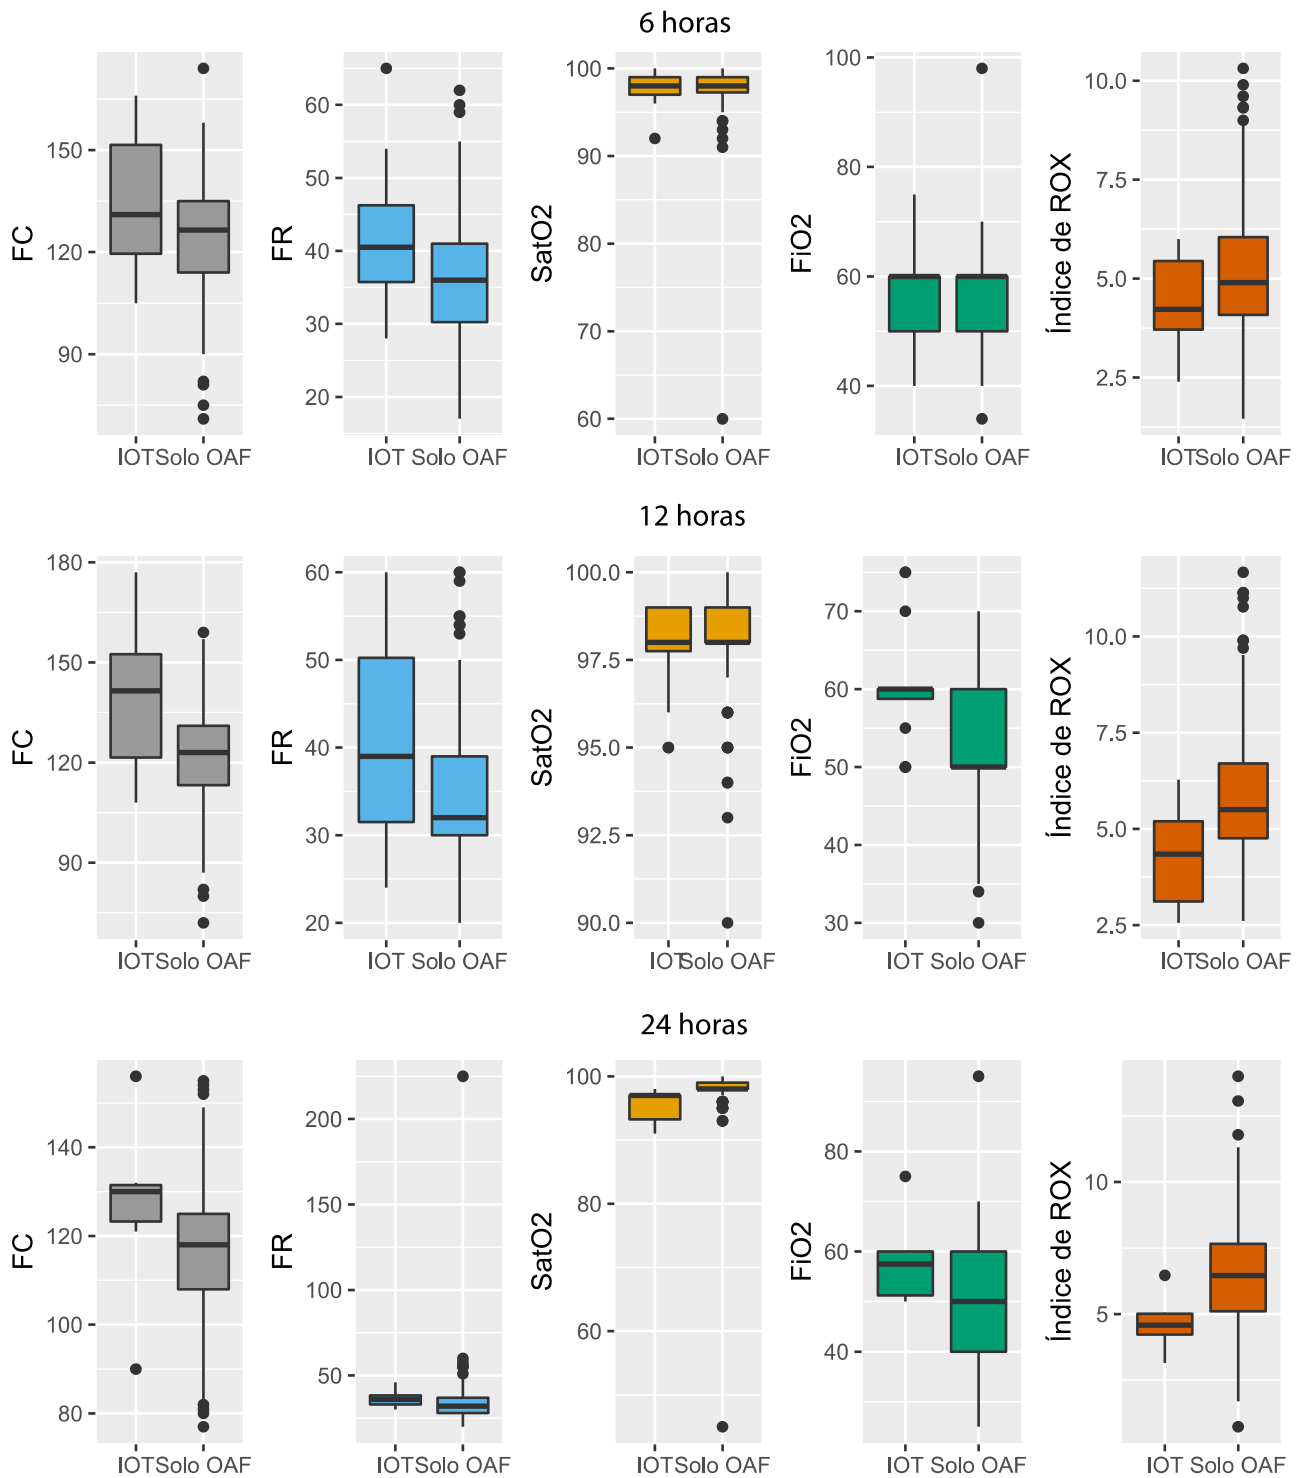 6 horas
FC
150
120
90
IOT Solo OAF
FR
60
50
40
30
20
IOT Solo OAF
SatO2
100
90
80
70
60
IOT Solo OAF
FiO2
100
80
60
40
IOT Solo OAF
Índice de ROX
10.0
7.5
5.0
2.5
IOT Solo OAF
12 horas
FC
180
150
120
90
IOT Solo OAF
FR
60
50
40
30
20
IOT Solo OAF
SatO2
100.0
97.5
95.0
92.5
90.0
IOT Solo OAF
FiO2
70
60
50
40
30
IOT Solo OAF
Índice de ROX
10.0
7.5
5.0
2.5
IOT Solo OAF
24 horas
FC
140
120
100
80
IOT Solo OAF
FR
200
150
100
50
IOT Solo OAF
SatO2
100
80
60
IOT Solo OAF
FiO2
80
60
40
IOT Solo OAF
Índice de ROX
10
5
IOT Solo OAF